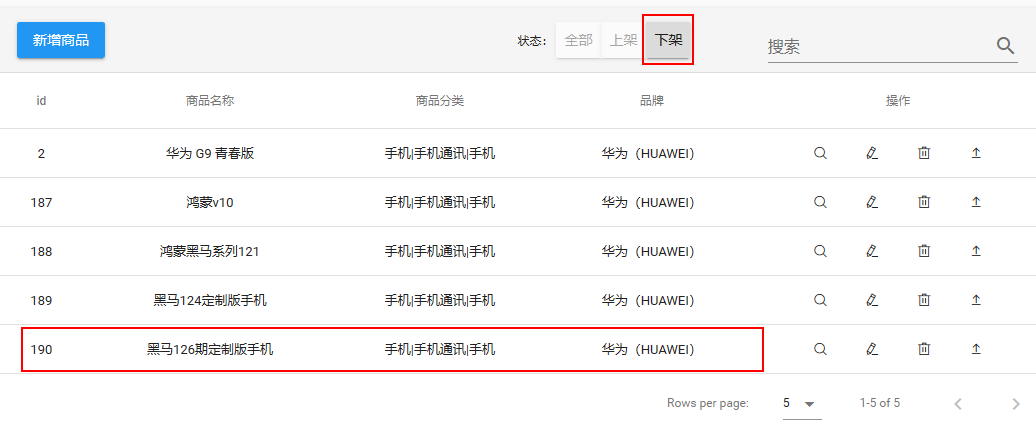 新增商品 状态: 全部 上架 下架 搜索
id 商品名称 商品分类 品牌 操作
2 华为 G9 青春版 手机|手机通讯|手机 华为（HUAWEI）
187 鸿蒙v10 手机|手机通讯|手机 华为（HUAWEI）
188 鸿蒙黑马系列121 手机|手机通讯|手机 华为（HUAWEI）
189 黑马124定制版手机 手机|手机通讯|手机 华为（HUAWEI）
190 黑马126期定制版手机 手机|手机通讯|手机 华为（HUAWEI）
Rows per page: 5 1-5 of 5